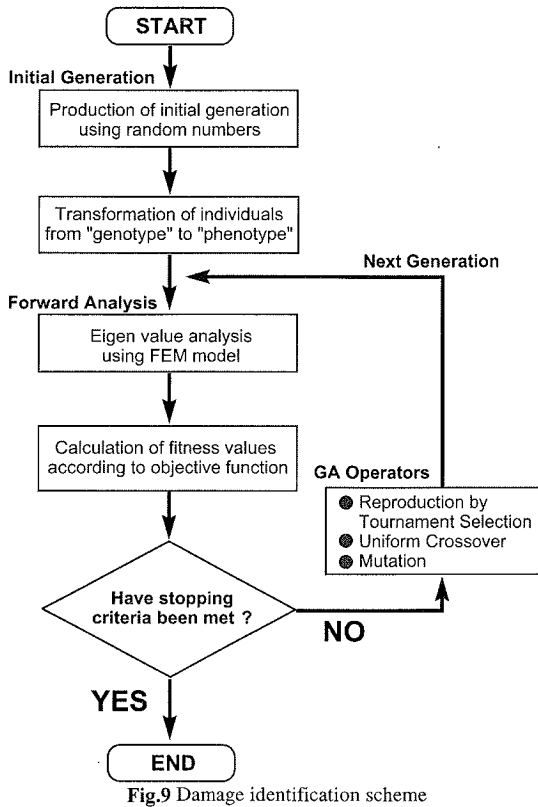 START
Initial Generation
Production of initial generation
using random numbers
Transformation of individuals
from "genotype" to "phenotype"
Next Generation
Forward Analysis
Eigen value analysis
using FEM model
Calculation of fitness values
according to objective function
GA Operators
● Reproduction by
Tournament Selection
● Uniform Crossover
● Mutation
Have stopping
criteria been met ?
NO
YES
END
Fig.9 Damage identification scheme